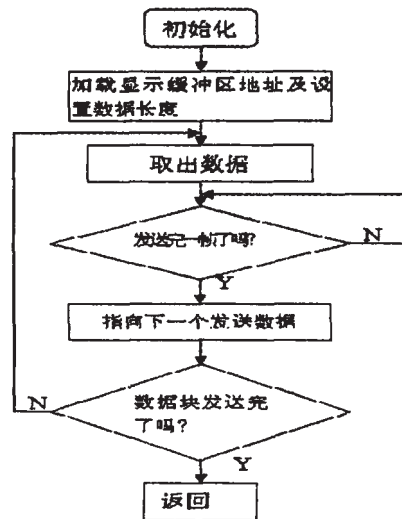 初始化
加载显示缓冲区地址及设
置数据长度
取出数据
发送完一帧了吗?
N
Y
指向下一个发送数据
数据块发送完
了吗?
N
Y
返回